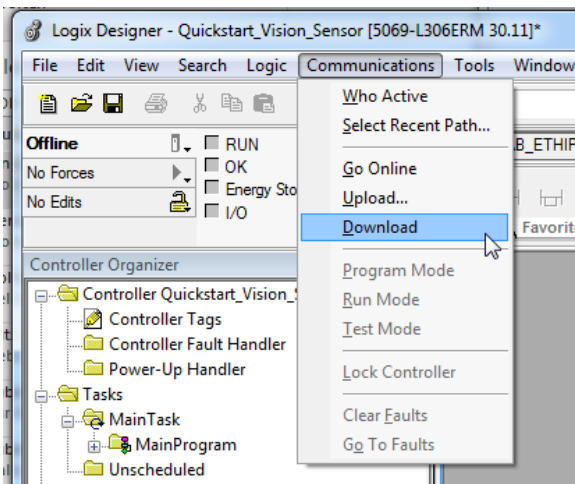 Logix Designer - Quickstart_Vision_Sensor [5069-L306ERM 30.11]*
File Edit View Search Logic Communications Tools Window
Who Active
Select Recent Path...
Offline RUN
No Forces OK
Energy Sto
No Edits I/O
B_ETHIP
Go Online
Upload...
Download
Favorit
Program Mode
Run Mode
Test Mode
Lock Controller
Clear Faults
Go To Faults
Controller Organizer
Controller Quickstart_Vision_S
Controller Tags
Controller Fault Handler
Power-Up Handler
Tasks
MainTask
MainProgram
Unscheduled